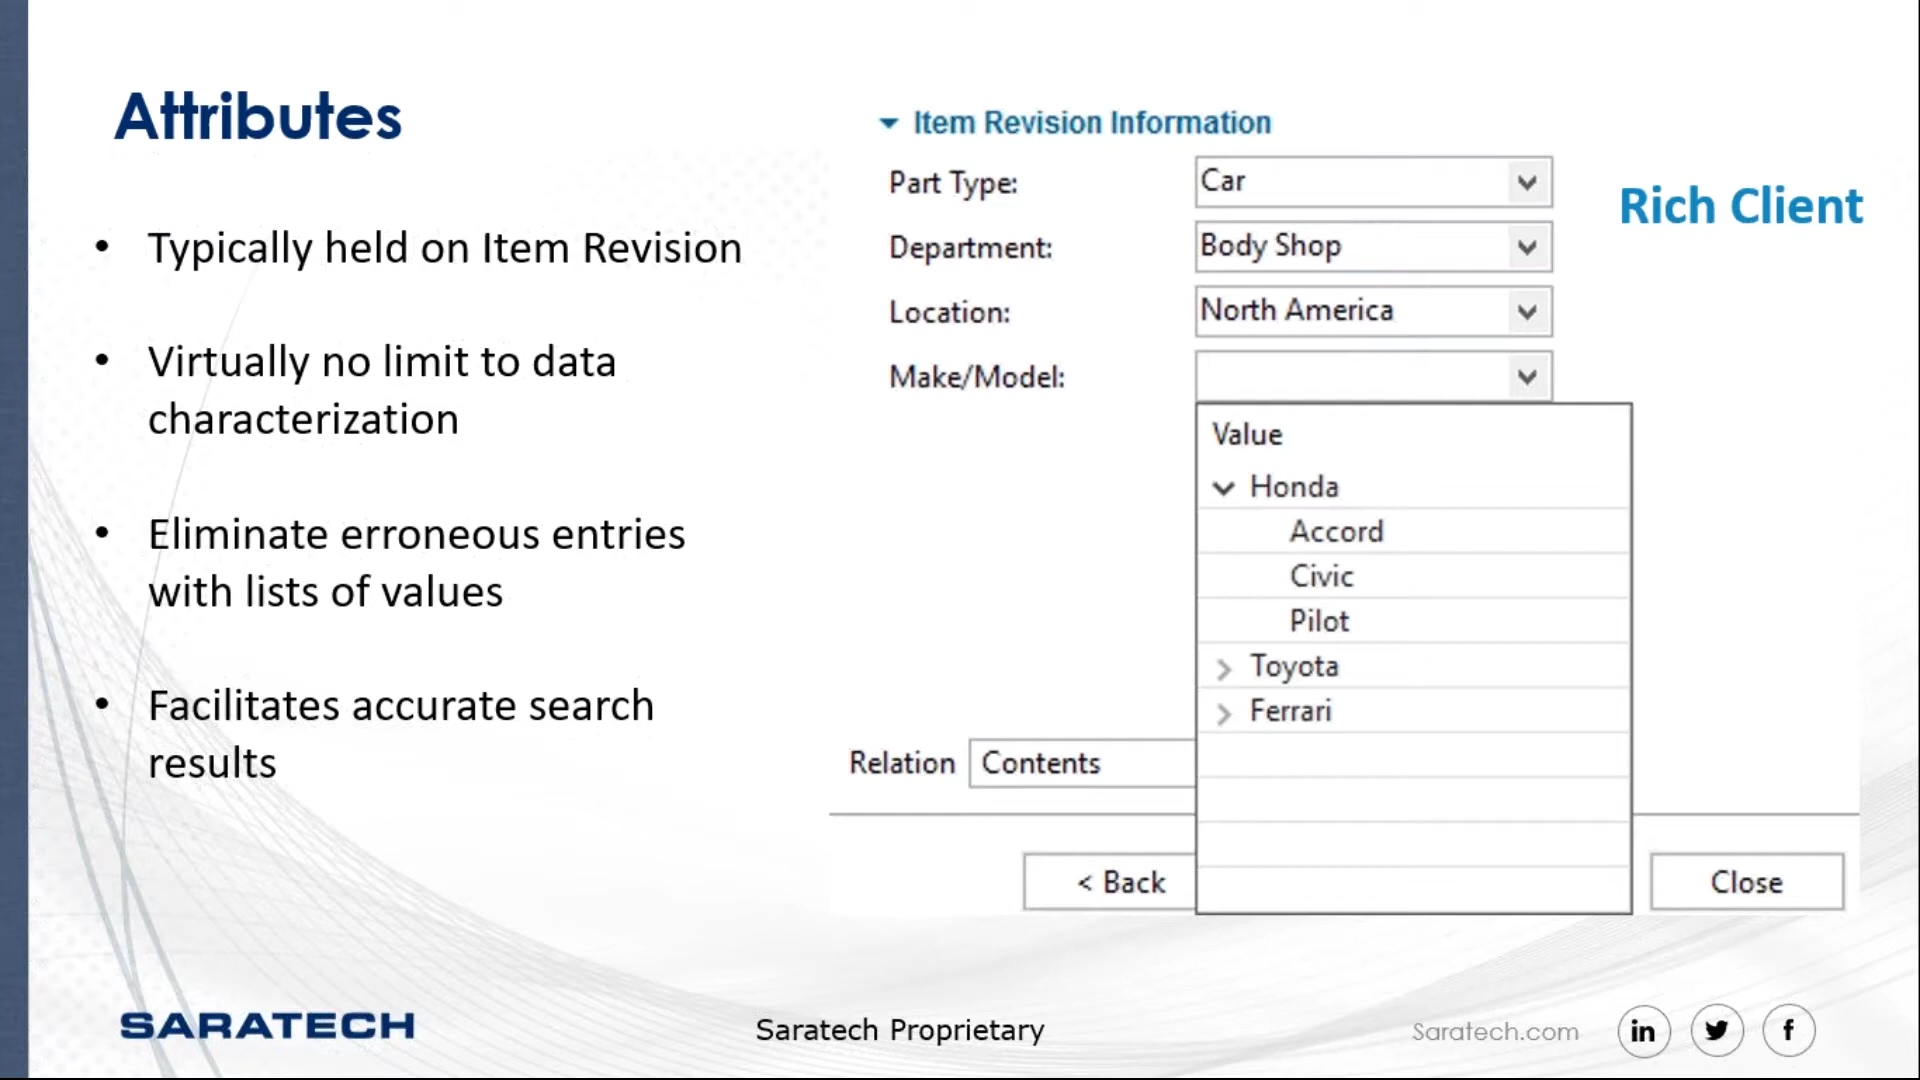 Attributes
• Typically held on Item Revision
• Virtually no limit to data
characterization
• Eliminate erroneous entries
with lists of values
• Facilitates accurate search
results
Item Revision Information
Part Type: Car
Department: Body Shop
Location: North America
Make/Model:
Value
Honda
Accord
Civic
Pilot
Toyota
Ferrari
Relation Contents
< Back
Close
Rich Client
SARATECH
Saratech Proprietary
Saratech.com
in
f